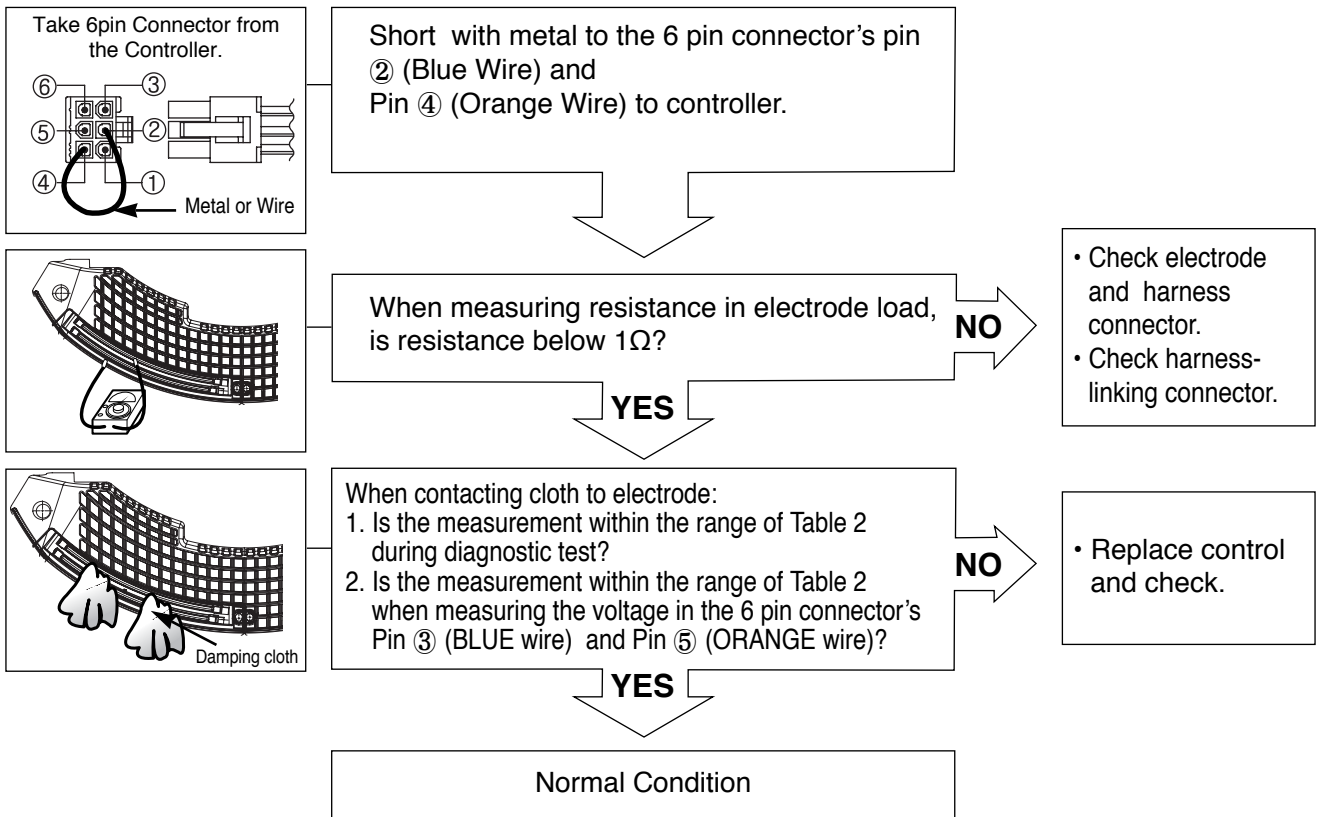 Take 6pin Connector from
the Controller.
⑥
③
⑤
②
④
①
Metal or Wire
Short with metal to the 6 pin connector’s pin
② (Blue Wire) and
Pin ④ (Orange Wire) to controller.
When measuring resistance in electrode load,
is resistance below 1Ω?
NO
• Check electrode
and harness
connector.
• Check harness-
linking connector.
YES
Damping cloth
When contacting cloth to electrode:
1. Is the measurement within the range of Table 2
during diagnostic test?
2. Is the measurement within the range of Table 2
when measuring the voltage in the 6 pin connector’s
Pin ③ (BLUE wire) and Pin ⑤ (ORANGE wire)?
NO
• Replace control
and check.
YES
Normal Condition